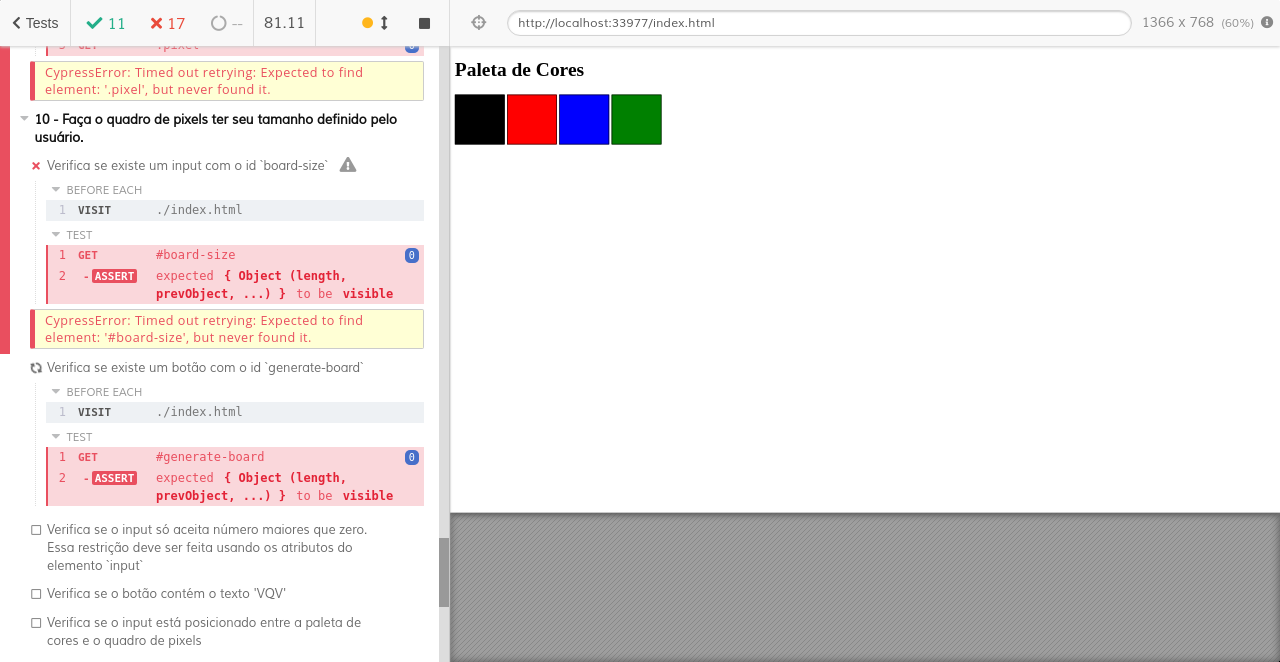 Tests 11 17 -- 81.11
http://localhost:33977/index.html 1366 x 768 (60%)
3 GET .pixel 0
CypressError: Timed out retrying: Expected to find
element: '.pixel', but never found it.
10 - Faça o quadro de pixels ter seu tamanho definido pelo
usuário.
Verifica se existe um input com o id `board-size`
BEFORE EACH
1 VISIT ./index.html
TEST
1 GET #board-size 0
2 - ASSERT expected { Object (length,
prevObject, ...) } to be visible
CypressError: Timed out retrying: Expected to find
element: '#board-size', but never found it.
Verifica se existe um botão com o id `generate-board`
BEFORE EACH
1 VISIT ./index.html
TEST
1 GET #generate-board 0
2 - ASSERT expected { Object (length,
prevObject, ...) } to be visible
Verifica se o input só aceita número maiores que zero.
Essa restrição deve ser feita usando os atributos do
elemento `input`
Verifica se o botão contém o texto 'VQV'
Verifica se o input está posicionado entre a paleta de
cores e o quadro de pixels
Paleta de Cores